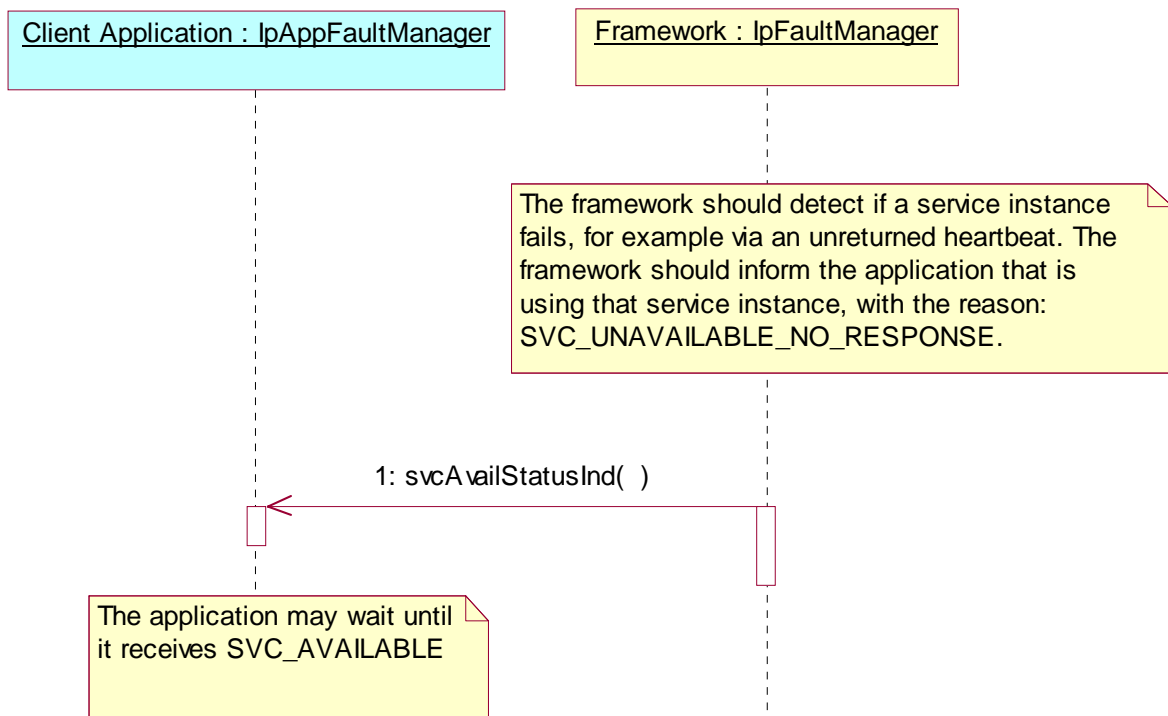 Client Application : IpAppFaultManager
Framework : IpFaultManager
The framework should detect if a service instance
fails, for example via an unreturned heartbeat. The
framework should inform the application that is
using that service instance, with the reason:
SVC_UNAVAILABLE_NO_RESPONSE.
1: svcAvailStatusInd(  )
The application may wait until
it receives SVC_AVAILABLE